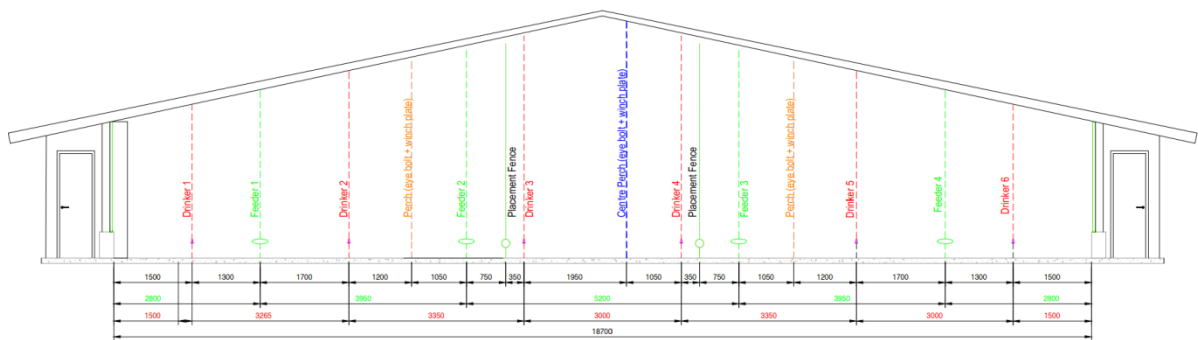 Drinker 1
Feeder 1
Drinker 2
Perch (eye bolt + winch plate)
Feeder 2
Placement Fence
Drinker 3
Centre Perch (eye bolt + winch plate)
Drinker 4
Placement Fence
Feeder 3
Perch (eye bolt + winch plate)
Drinker 5
Feeder 4
Drinker 6
1500 1300 1700 1200 1050 750 350 1950 1050 350 750 1050 1200 1700 1300 1500
2800 3950 5200 3950 2800
1500 3265 3350 3000 3350 3000 1500
18700